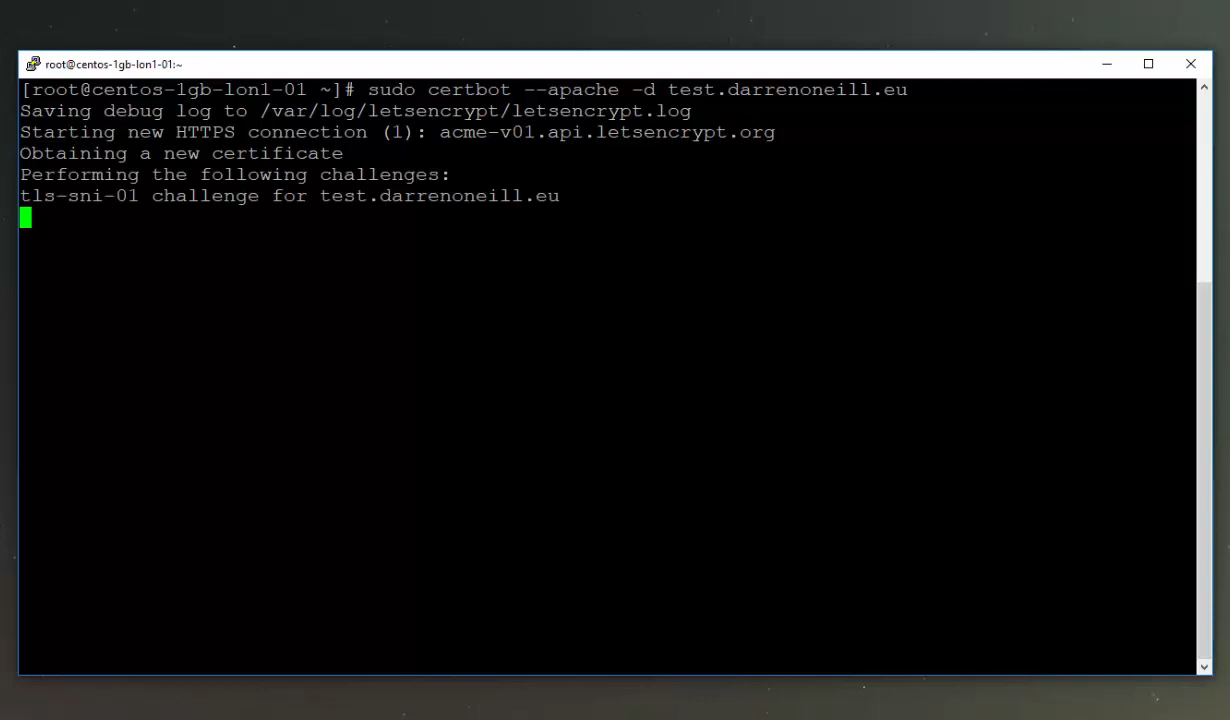 root@centos-1gb-lon1-01:~
[root@centos-1gb-lon1-01 ~]# sudo certbot --apache -d test.darrenoneill.eu
Saving debug log to /var/log/letsencrypt/letsencrypt.log
Starting new HTTPS connection (1): acme-v01.api.letsencrypt.org
Obtaining a new certificate
Performing the following challenges:
tls-sni-01 challenge for test.darrenoneill.eu